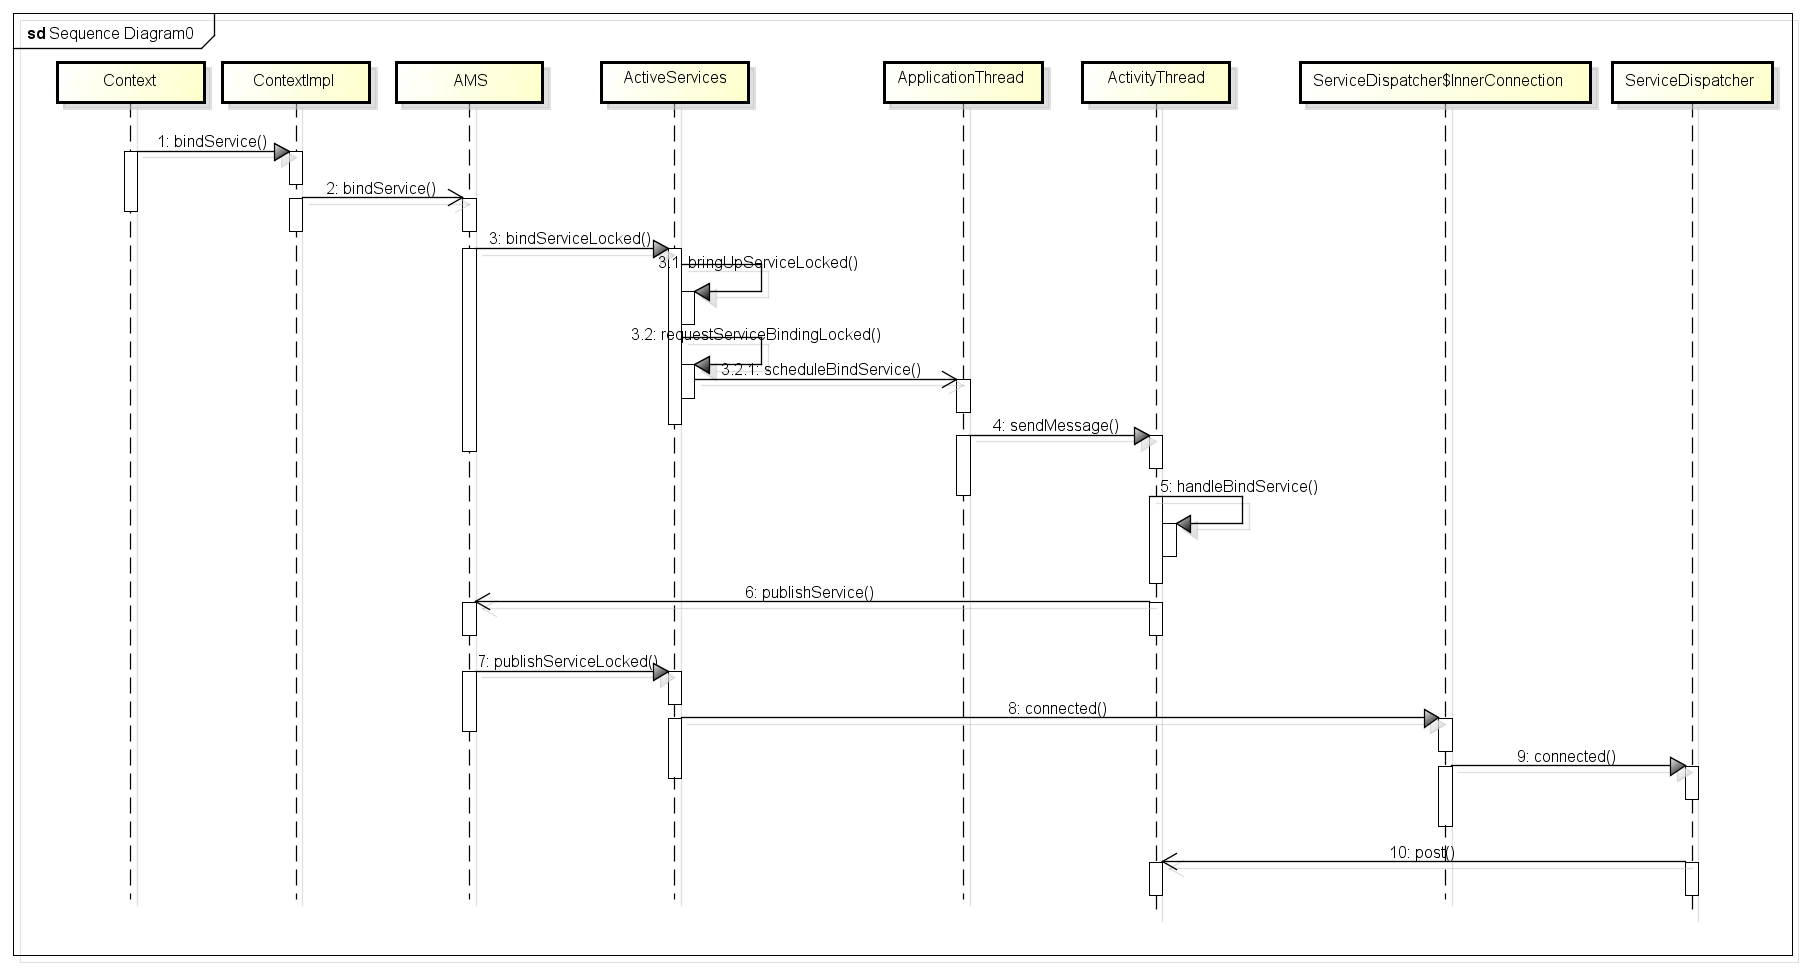 sd Sequence Diagram0
Context
ContextImpl
AMS
ActiveServices
ApplicationThread
ActivityThread
ServiceDispatcher$InnerConnection
ServiceDispatcher
1: bindService()
2: bindService()
3: bindServiceLocked()
3.1: bringUpServiceLocked()
3.2: requestServiceBindingLocked()
3.2.1: scheduleBindService()
4: sendMessage()
5: handleBindService()
6: publishService()
7: publishServiceLocked()
8: connected()
9: connected()
10: post()